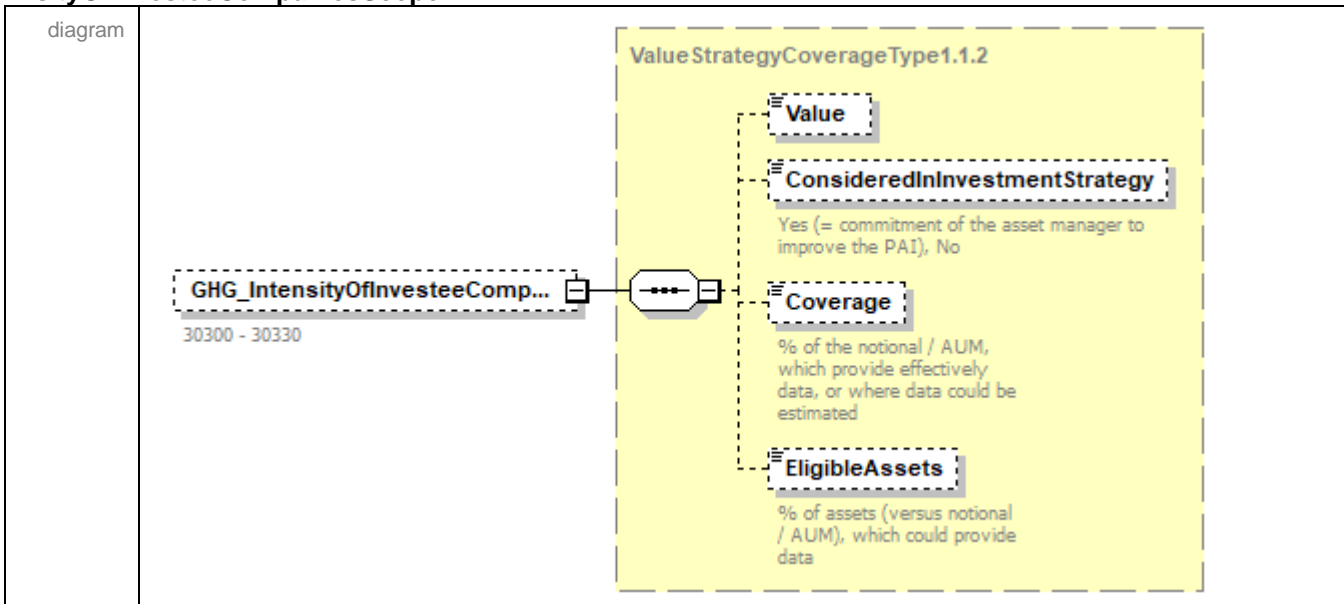 diagram
ValueStrategyCoverageType1.1.2
Value
ConsideredInInvestmentStrategy
Yes (= commitment of the asset manager to
improve the PAI), No
GHG_IntensityOfInvesteeComp...
30300 - 30330
Coverage
% of the notional / AUM,
which provide effectively
data, or where data could be
estimated
EligibleAssets
% of assets (versus notional
/ AUM), which could provide
data